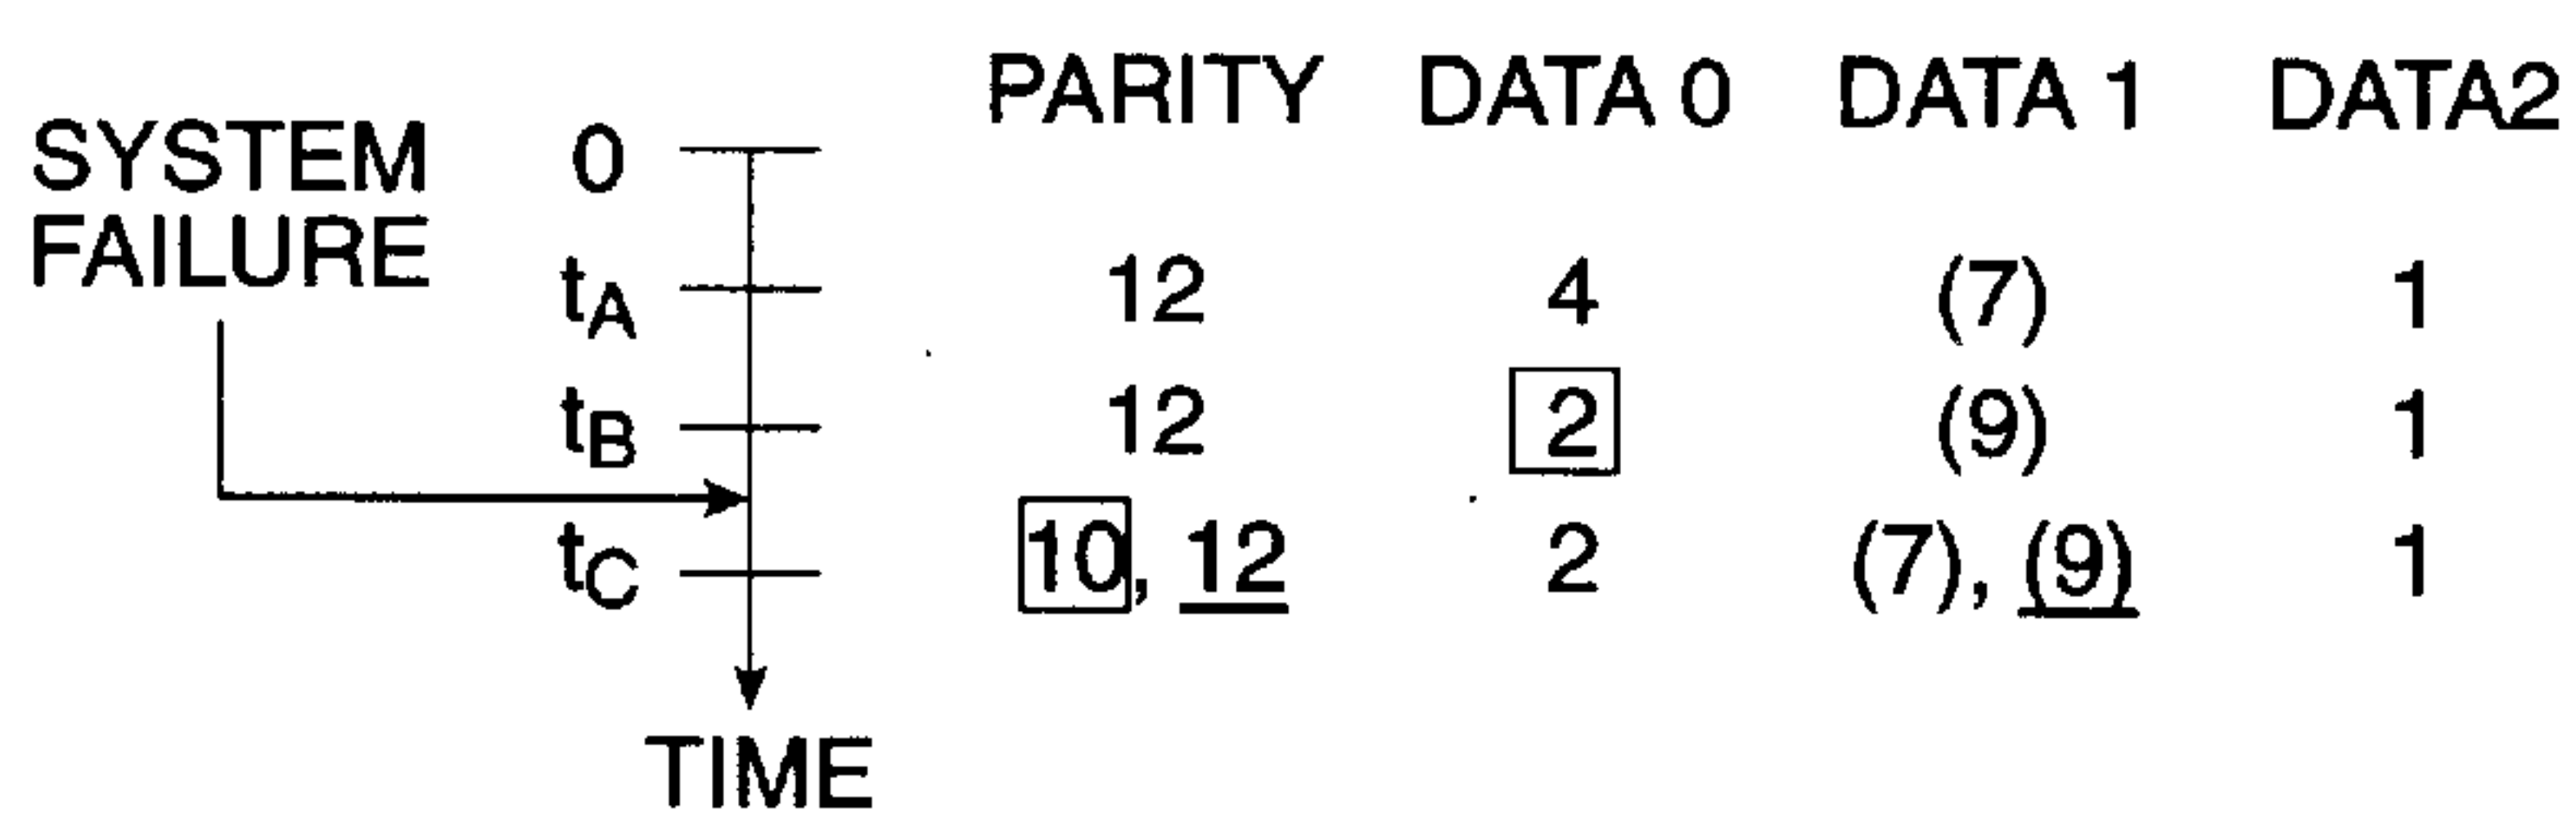 PARITY DATA 0 DATA 1 DATA2
SYSTEM 0
FAILURE tA 12 4 (7) 1
tB 12 2 (9) 1
tC 10, 12 2 (7), (9) 1
TIME